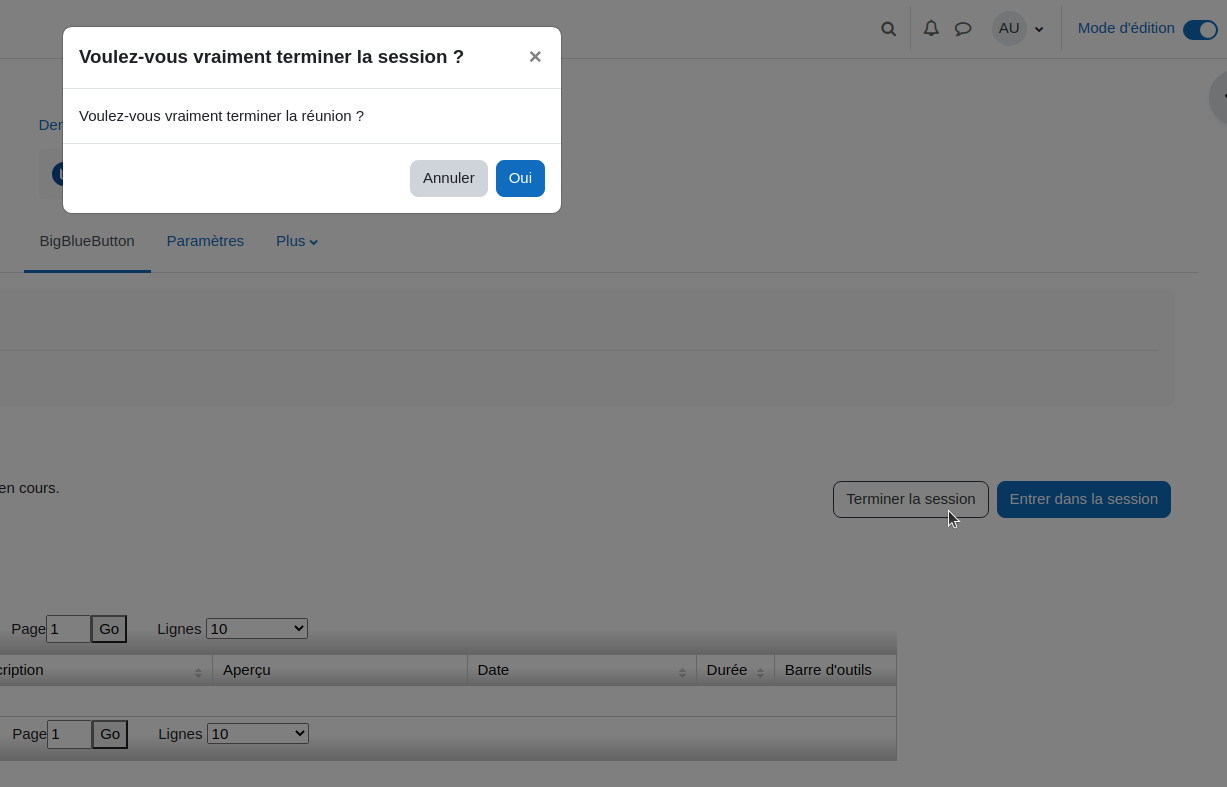 AU
Mode d'édition
Voulez-vous vraiment terminer la session ?
×
Voulez-vous vraiment terminer la réunion ?
Annuler
Oui
BigBlueButton
Paramètres
Plus
en cours.
Terminer la session
Entrer dans la session
Page 1 Go Lignes 10
cription Aperçu Date Durée Barre d'outils
Page 1 Go Lignes 10